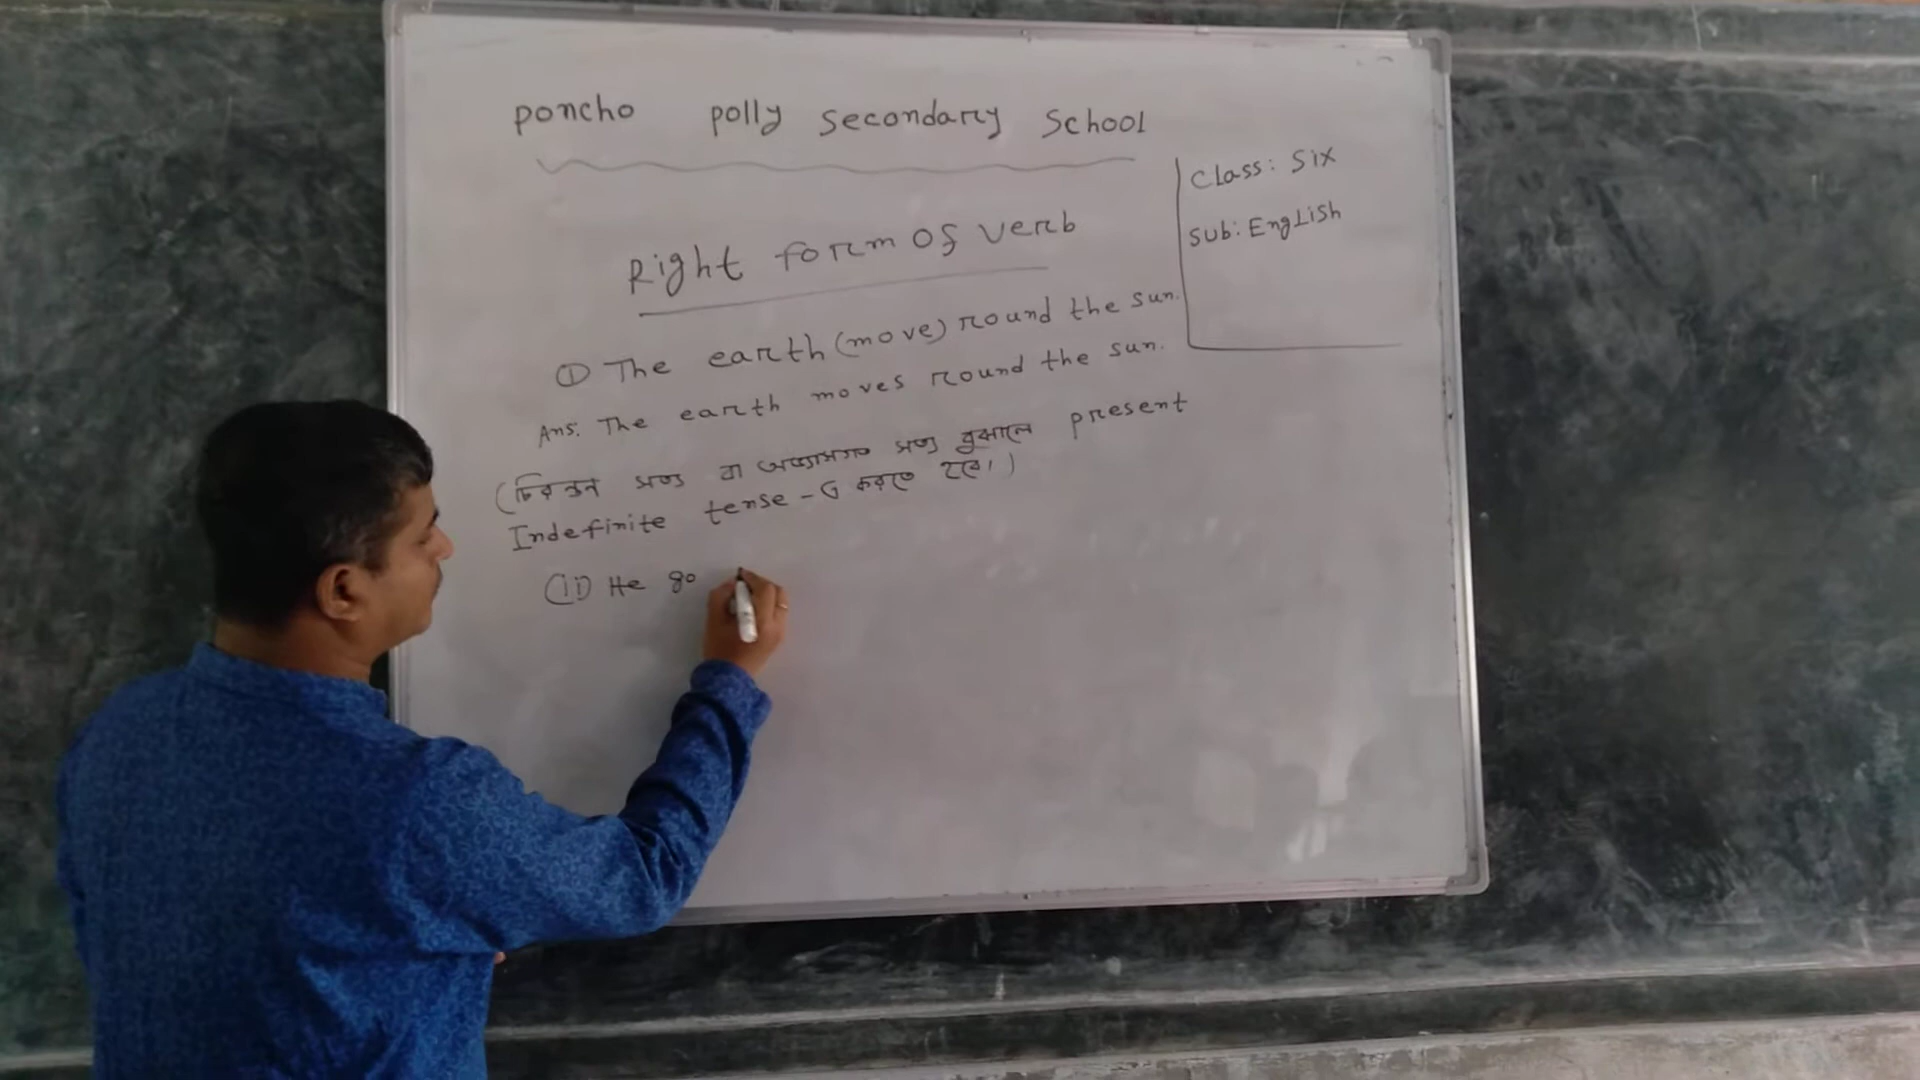 poncho polly secondary school
Class: Six
Sub: English
Right form of verb
① The earth (move) round the sun.
Ans. The earth moves round the sun.
(চিরন্তন সত্য বা অভ্যাসগত সত্য বুঝালে present
Indefinite tense-এ করতে হবে।)
(ii) He go